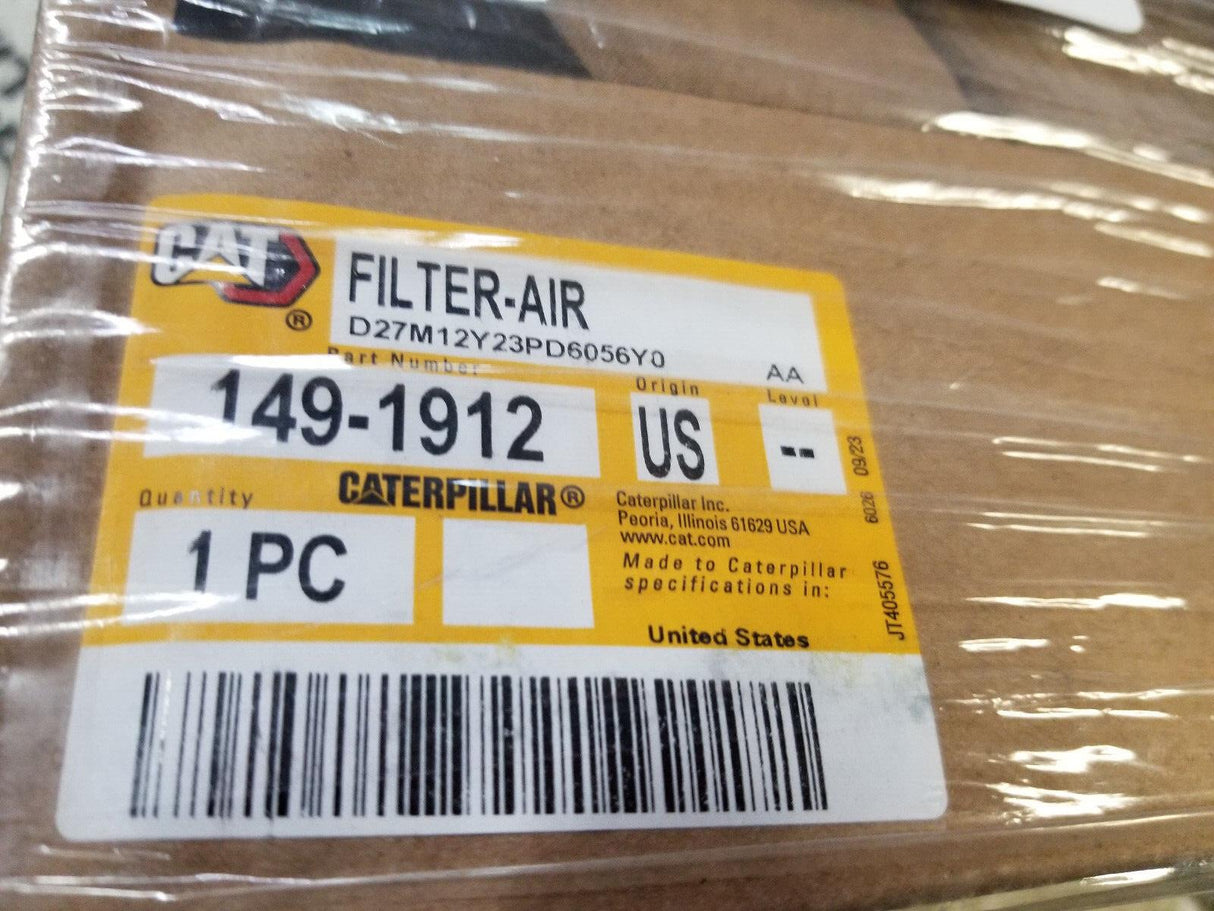 CAT
®
FILTER-AIR
D27M12Y23PD6056Y0
AA
Part Number
149-1912
Origin
US
Level
--
Quantity
1 PC
CATERPILLAR®
Caterpillar Inc.
Peoria, Illinois 61629 USA
www.cat.com
Made to Caterpillar
specifications in:
United States
JT405576 6026 09/23